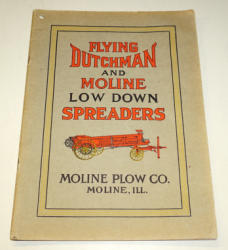 FLYING
DUTCHMAN
AND
MOLINE
LOW DOWN
SPREADERS
MOLINE PLOW CO.
MOLINE, ILL.